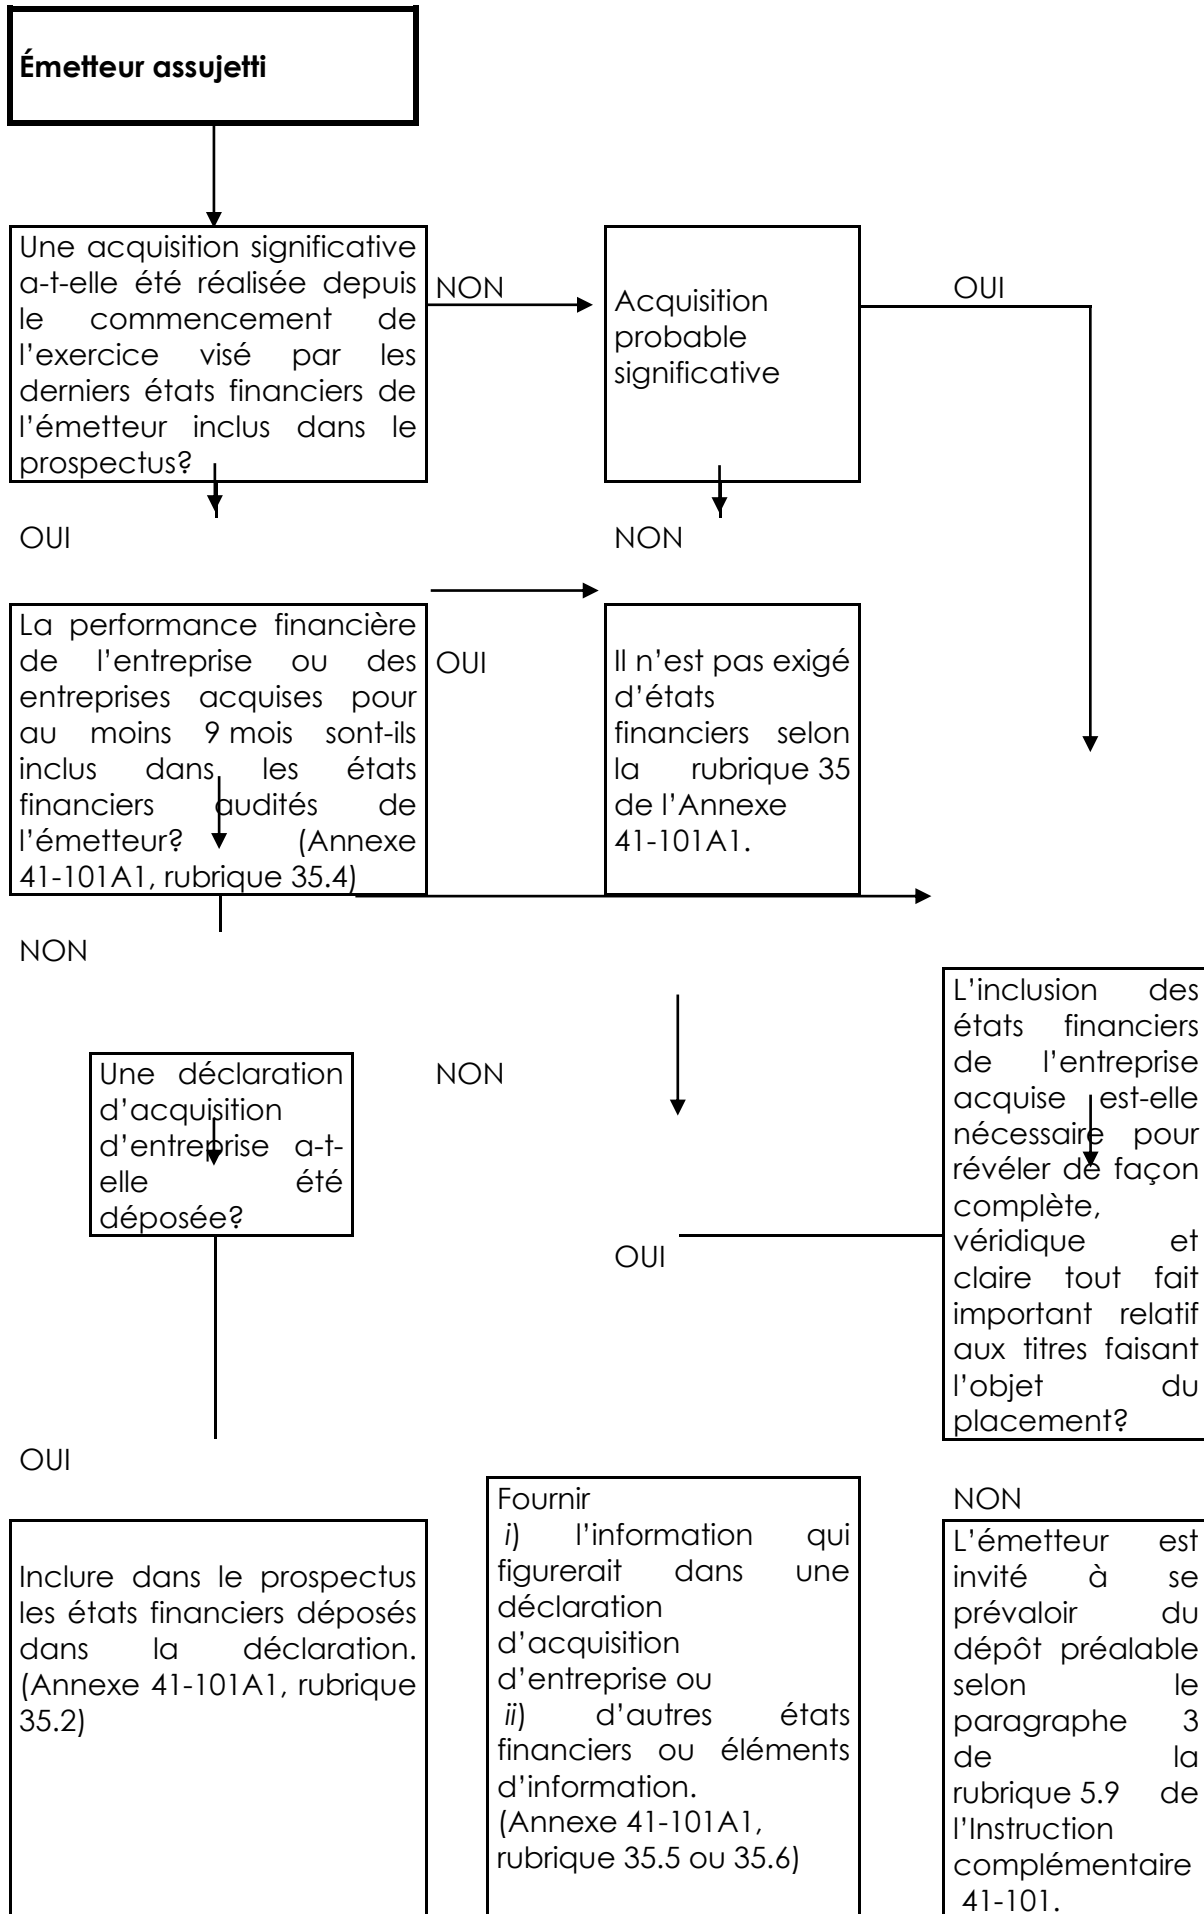 Émetteur assujetti
Une acquisition significative
a-t-elle été réalisée depuis
le commencement de
l’exercice visé par les
derniers états financiers de
l’émetteur inclus dans le
prospectus?
NON
Acquisition
probable
significative
OUI
OUI
NON
La performance financière
de l’entreprise ou des
entreprises acquises pour
au moins 9 mois sont-ils
inclus dans les états
financiers audités de
l’émetteur? (Annexe
41-101A1, rubrique 35.4)
OUI
Il n’est pas exigé
d’états
financiers selon
la rubrique 35
de l’Annexe
41-101A1.
NON
Une déclaration
d’acquisition
d’entreprise a-t-
elle été
déposée?
NON
OUI
L’inclusion des
états financiers
de l’entreprise
acquise est-elle
nécessaire pour
révéler de façon
complète,
véridique et
claire tout fait
important relatif
aux titres faisant
l’objet du
placement?
OUI
Inclure dans le prospectus
les états financiers déposés
dans la déclaration.
(Annexe 41-101A1, rubrique
35.2)
Fournir
i) l’information qui
figurerait dans une
déclaration
d’acquisition
d’entreprise ou
ii) d’autres états
financiers ou éléments
d’information.
(Annexe 41-101A1,
rubrique 35.5 ou 35.6)
NON
L’émetteur est
invité à se
prévaloir du
dépôt préalable
selon le
paragraphe 3
de la
rubrique 5.9 de
l’Instruction
complémentaire
41-101.